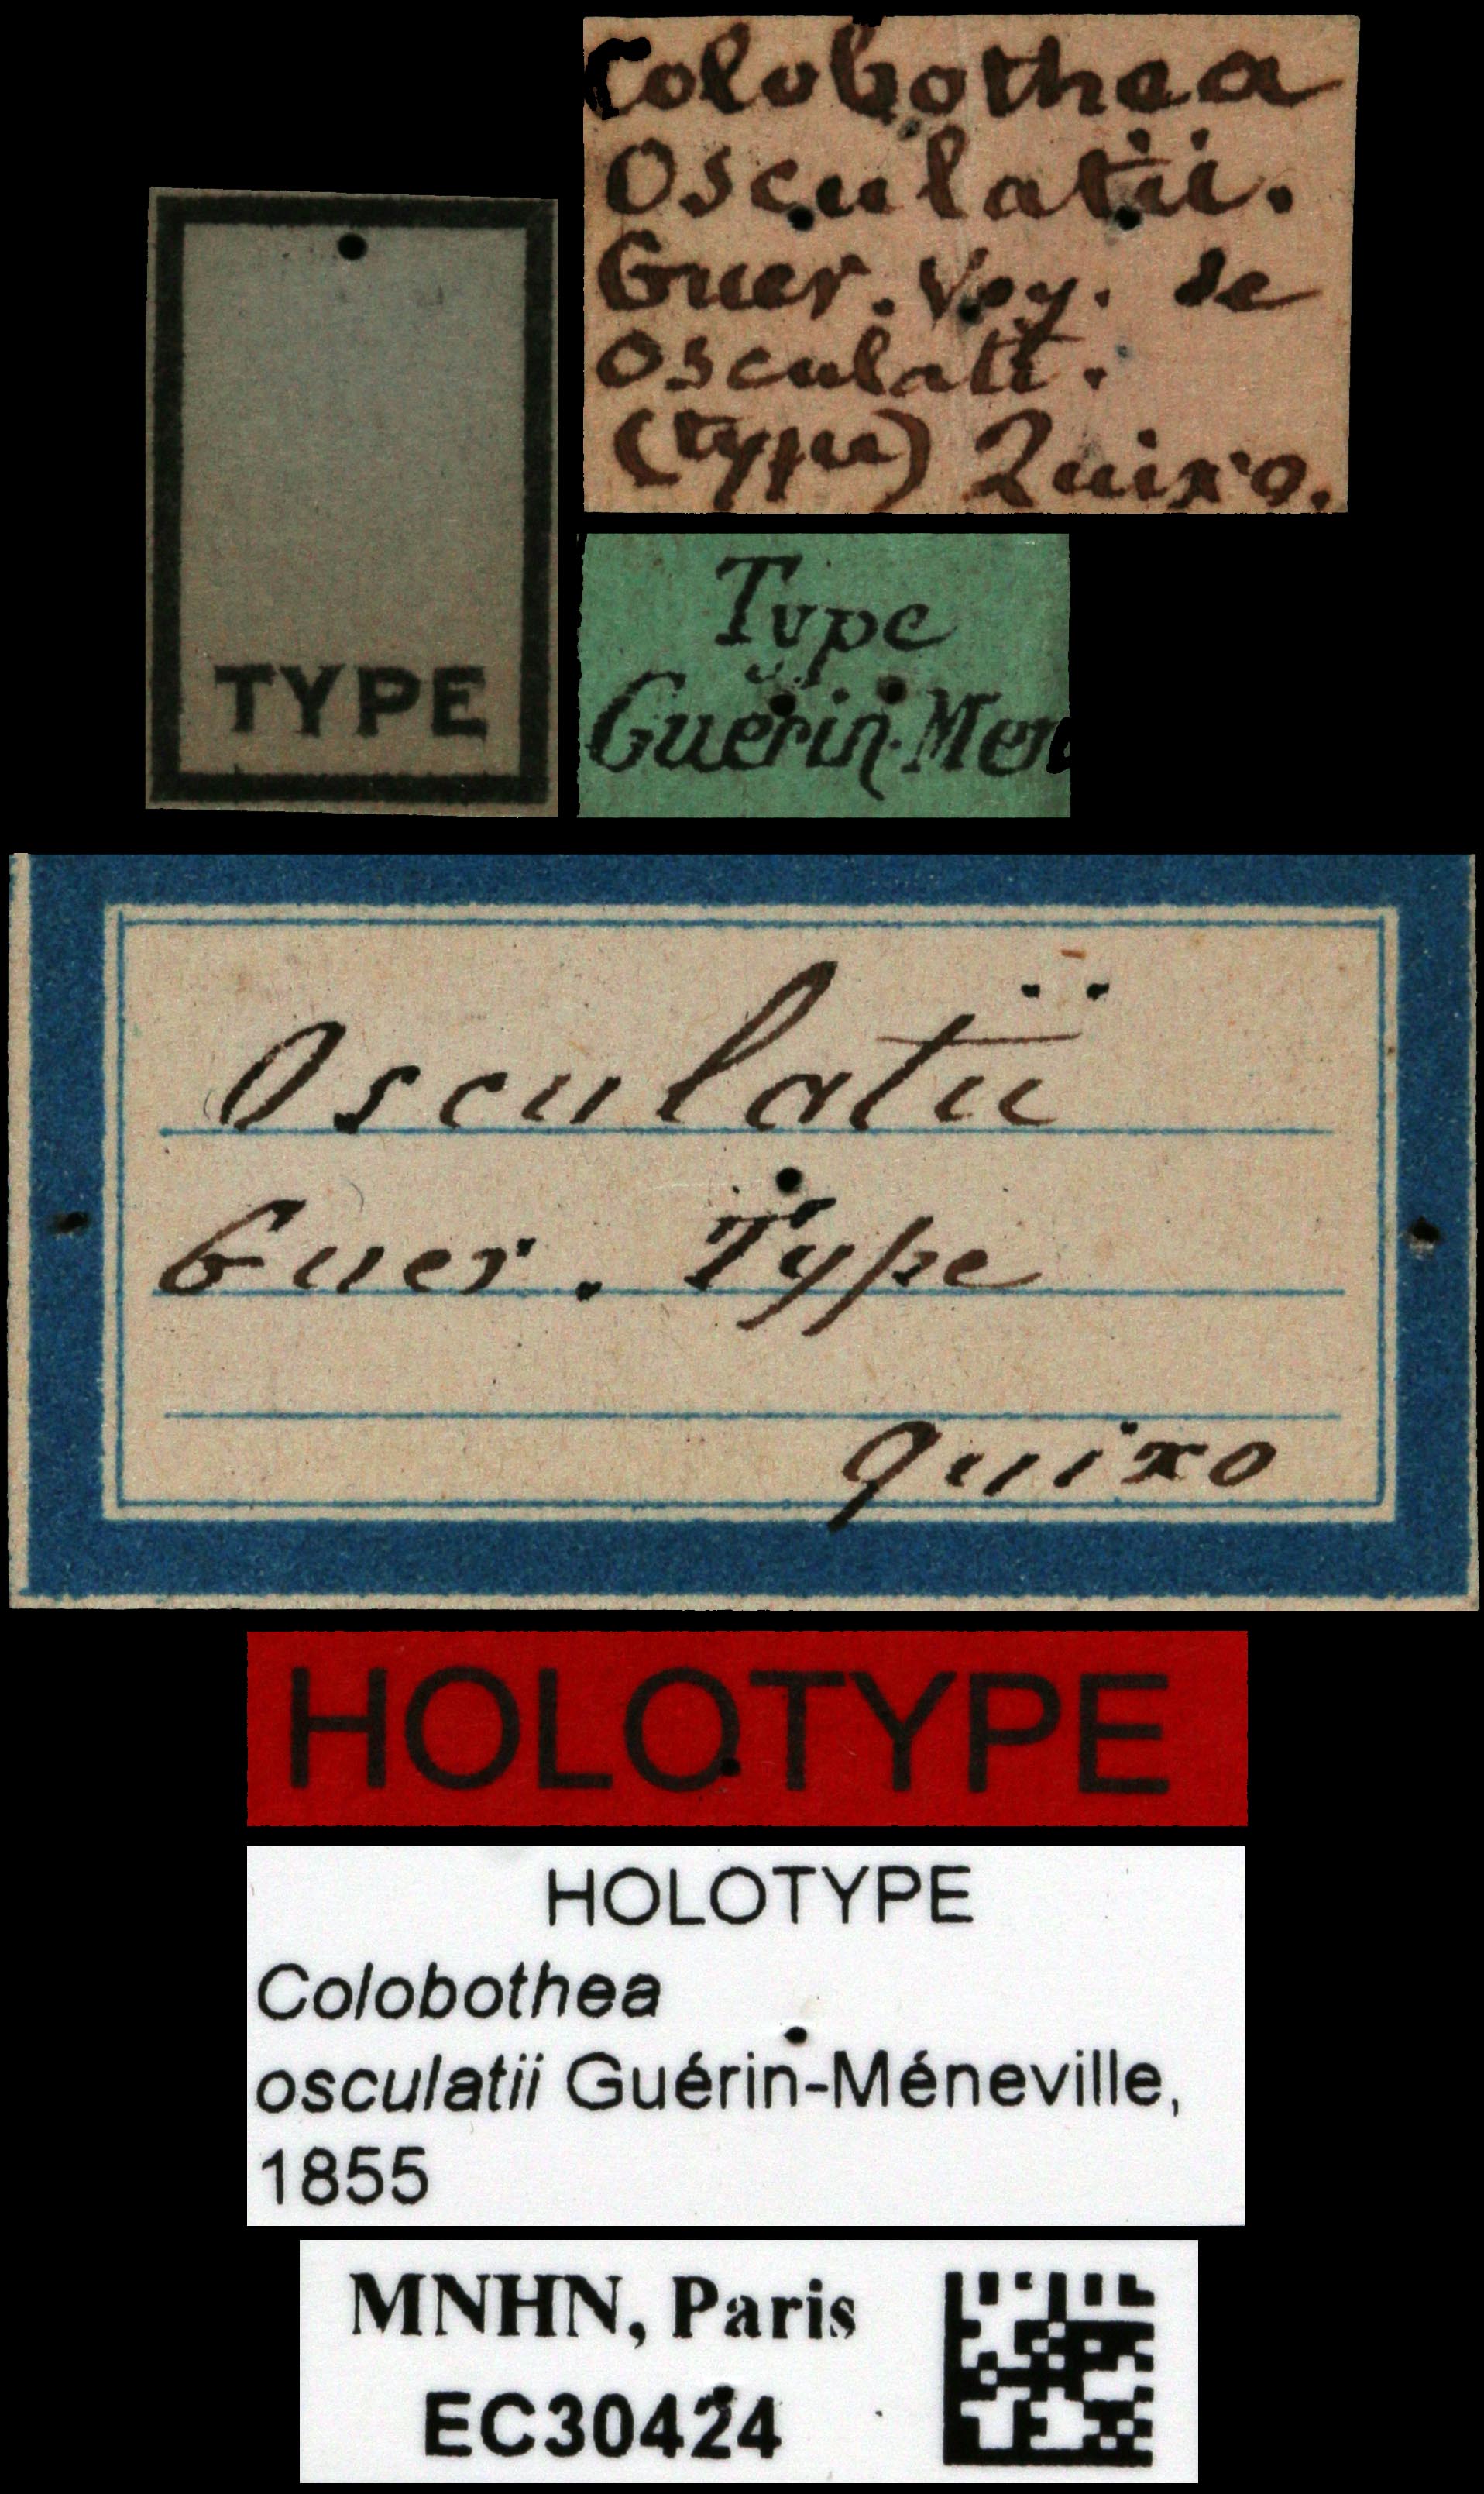 Colobothea
Osculatii.
Guer. Voy. de
Osculati.
(type) Quixo.
TYPE
Type
Guérin-Men
Osculatii
Guer. Type
quixo
HOLOTYPE
HOLOTYPE
Colobothea
osculatii Guérin-Méneville,
1855
MNHN, Paris
EC30424